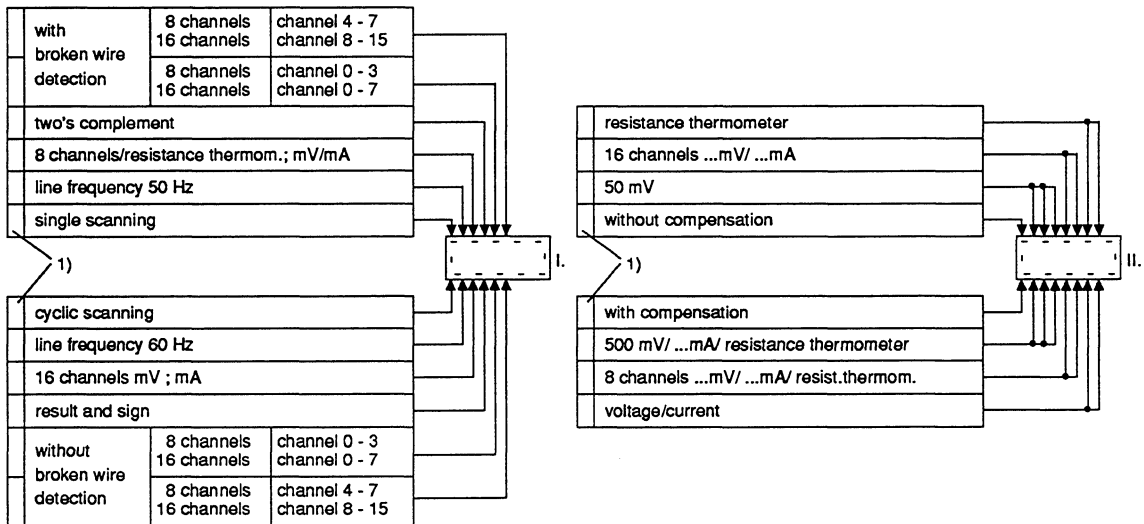 with
broken wire
detection
8 channels channel 4 - 7
16 channels channel 8 - 15
8 channels channel 0 - 3
16 channels channel 0 - 7
two's complement
8 channels/resistance thermom.; mV/mA
line frequency 50 Hz
single scanning
1)
I.
cyclic scanning
line frequency 60 Hz
16 channels mV ; mA
result and sign
without
broken wire
detection
8 channels channel 0 - 3
16 channels channel 0 - 7
8 channels channel 4 - 7
16 channels channel 8 - 15
resistance thermometer
16 channels ...mV/ ...mA
50 mV
without compensation
1)
II.
with compensation
500 mV/ ...mA/ resistance thermometer
8 channels ...mV/ ...mA/ resist.thermom.
voltage/current